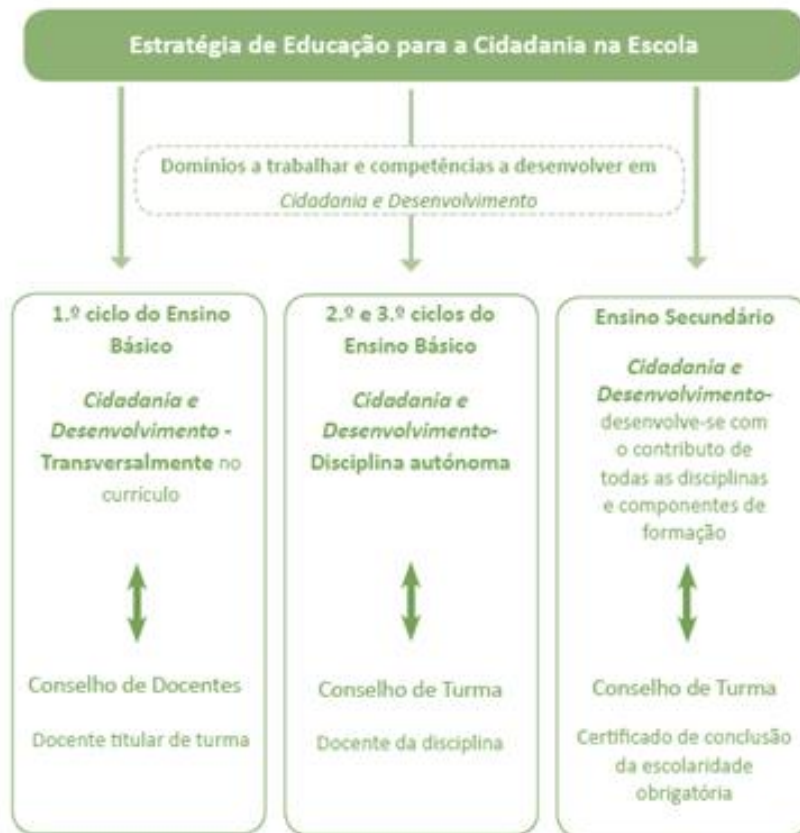 Estratégia de Educação para a Cidadania na Escola
Domínios a trabalhar e competências a desenvolver em
Cidadania e Desenvolvimento
1.º ciclo do Ensino
Básico
Cidadania e
Desenvolvimento -
Transversalmente no
currículo
Conselho de Docentes
Docente titular de turma
2.º e 3.º ciclos do
Ensino Básico
Cidadania e
Desenvolvimento-
Disciplina autónoma
Conselho de Turma
Docente da disciplina
Ensino Secundário
Cidadania e
Desenvolvimento-
desenvolve-se com
o contributo de
todas as disciplinas
e componentes de
formação
Conselho de Turma
Certificado de conclusão
da escolaridade
obrigatória